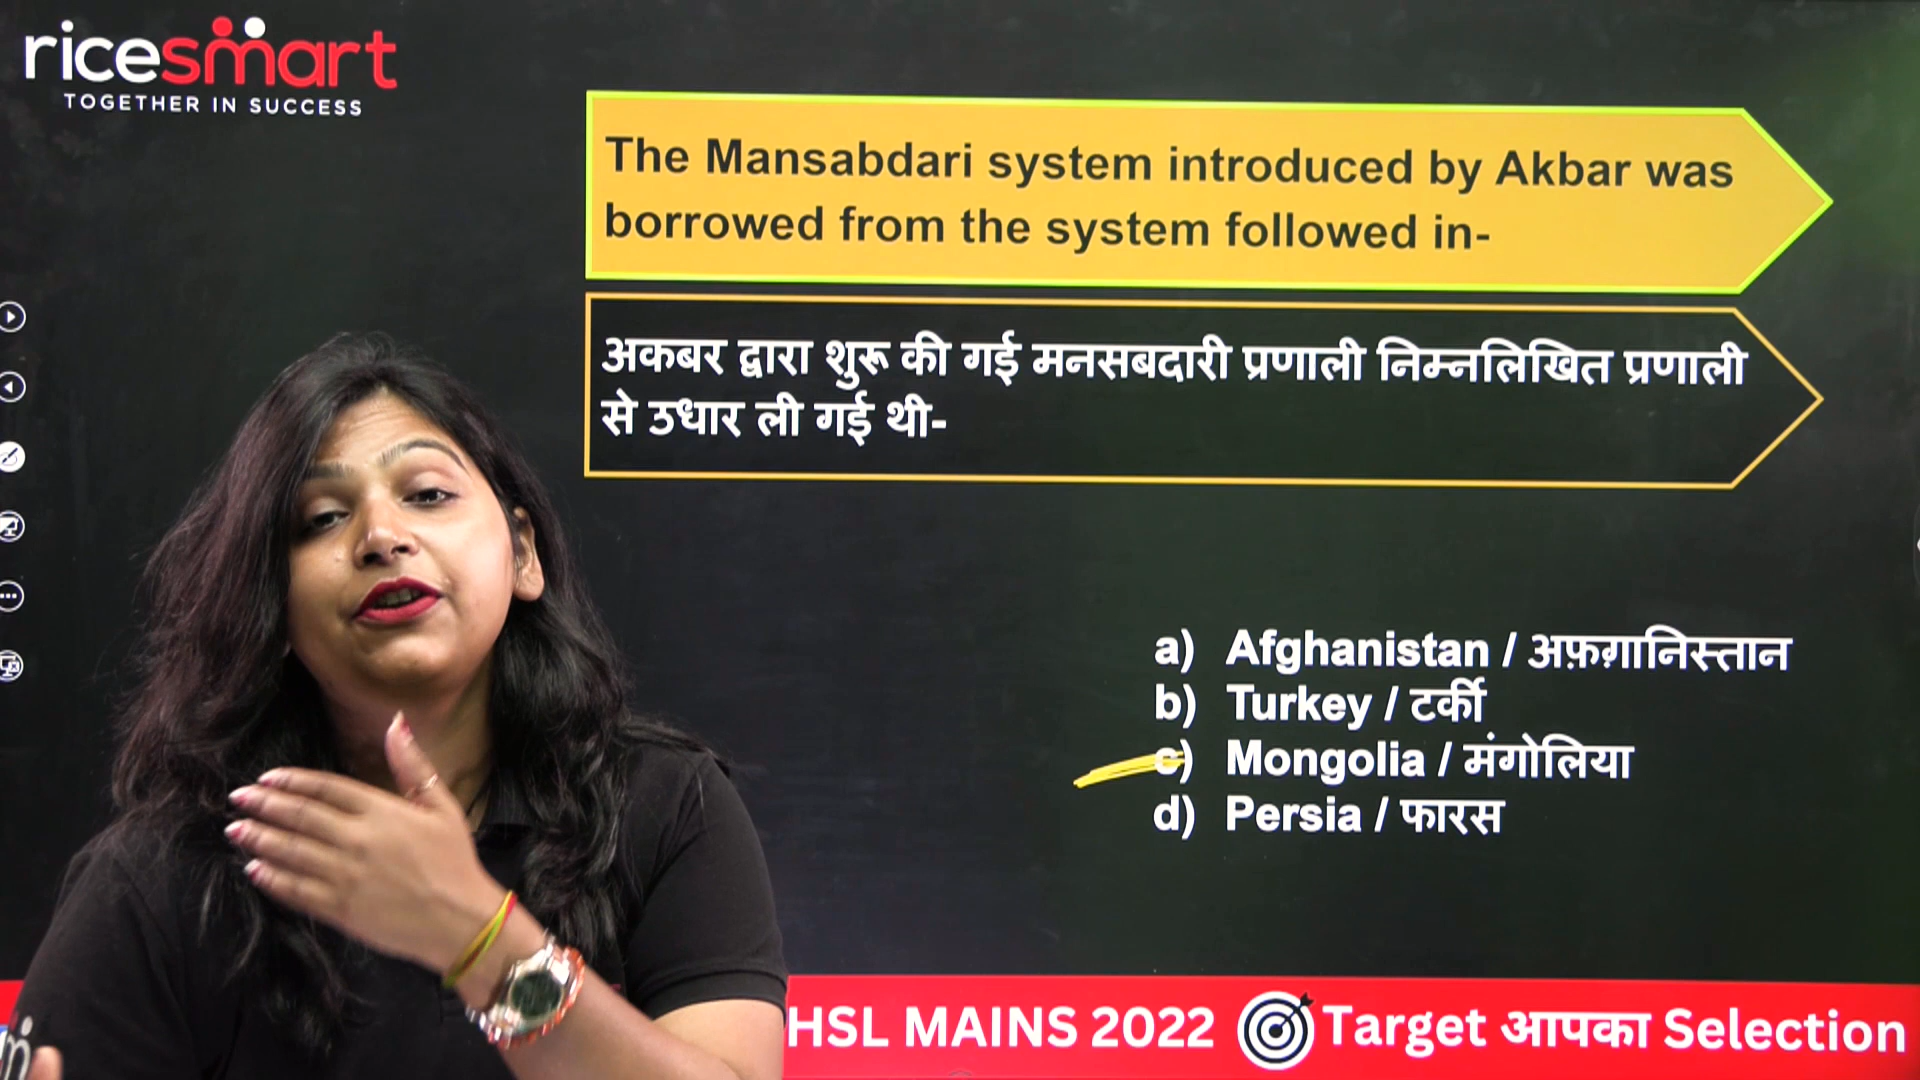 ricesmart
TOGETHER IN SUCCESS
The Mansabdari system introduced by Akbar was
borrowed from the system followed in-
अकबर द्वारा शुरू की गई मनसबदारी प्रणाली निम्नलिखित प्रणाली
से उधार ली गई थी-
a) Afghanistan / अफ़ग़ानिस्तान
b) Turkey / टर्की
c) Mongolia / मंगोलिया
d) Persia / फारस
HSL MAINS 2022 Target आपका Selection